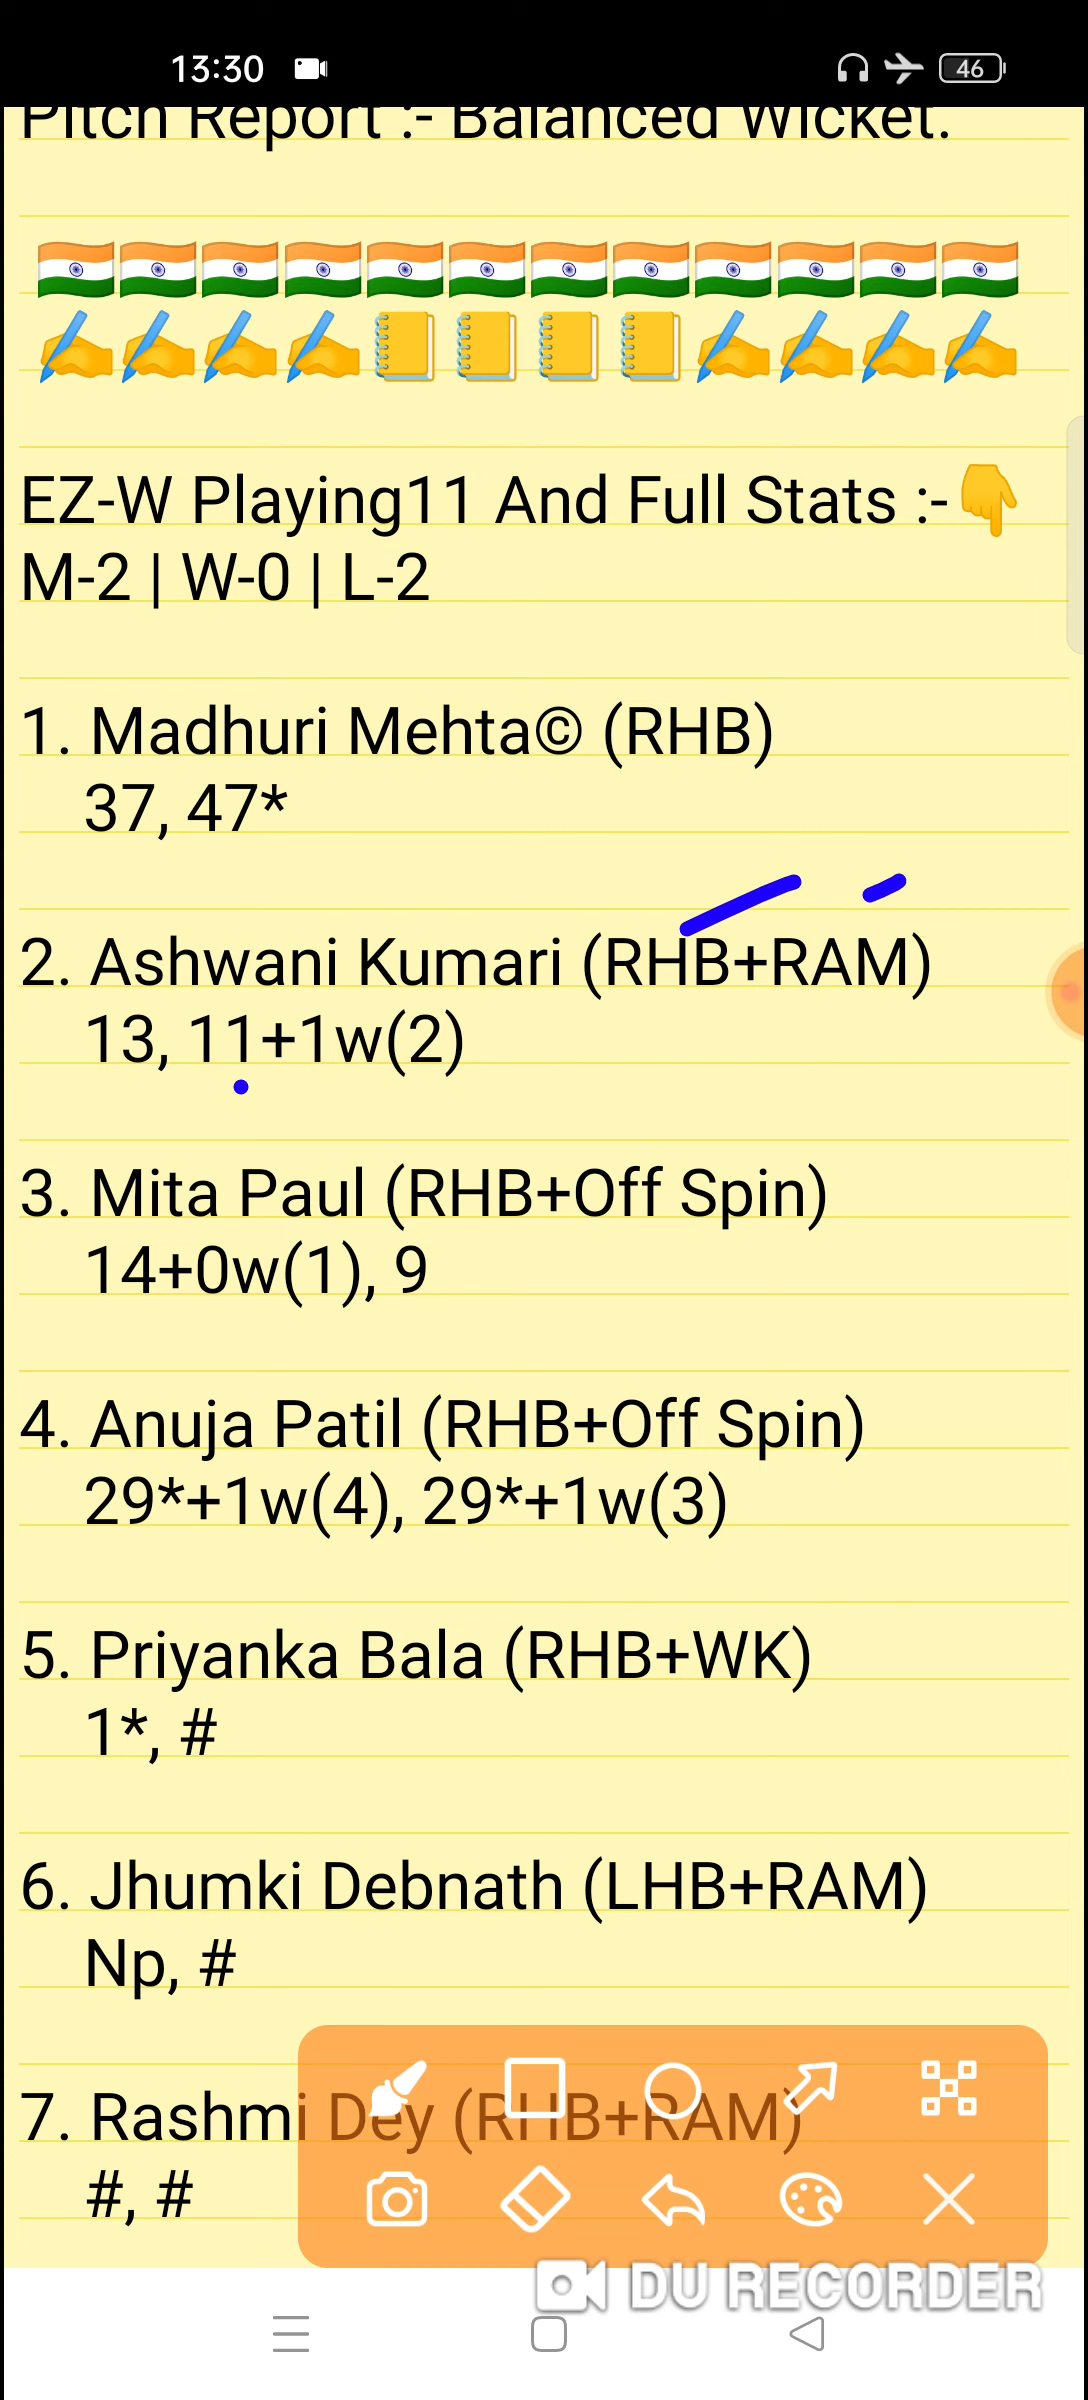 13:30
46
Pitch Report :- Balanced Wicket.
EZ-W Playing11 And Full Stats :-👇
M-2 | W-0 | L-2
1. Madhuri Mehta© (RHB)
37, 47*
2. Ashwani Kumari (RHB+RAM)
13, 11+1w(2)
3. Mita Paul (RHB+Off Spin)
14+0w(1), 9
4. Anuja Patil (RHB+Off Spin)
29*+1w(4), 29*+1w(3)
5. Priyanka Bala (RHB+WK)
1*, #
6. Jhumki Debnath (LHB+RAM)
Np, #
7. Rashmi Dey (RHB+RAM)
#, #
DU RECORDER